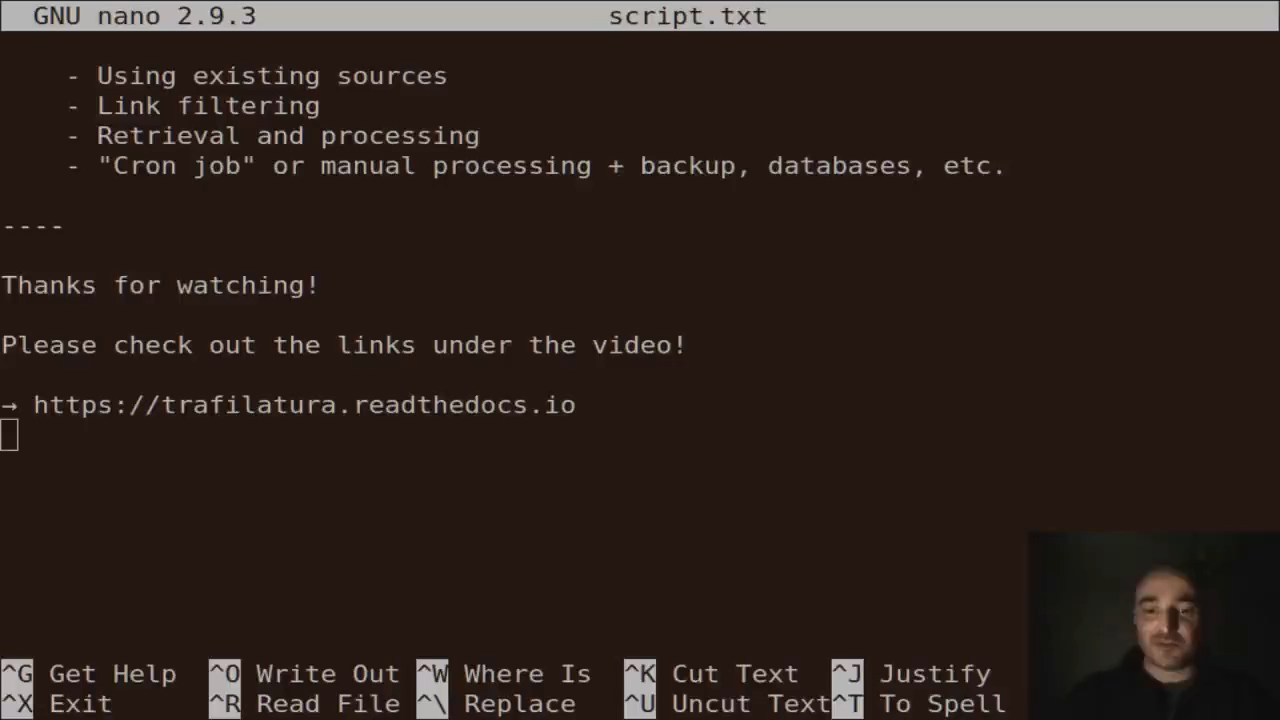 GNU nano 2.9.3 script.txt
- Using existing sources
- Link filtering
- Retrieval and processing
- "Cron job" or manual processing + backup, databases, etc.
----
Thanks for watching!
Please check out the links under the video!
→ https://trafilatura.readthedocs.io
^G Get Help ^O Write Out ^W Where Is ^K Cut Text ^J Justify
^X Exit ^R Read File ^\ Replace ^U Uncut Text ^T To Spell